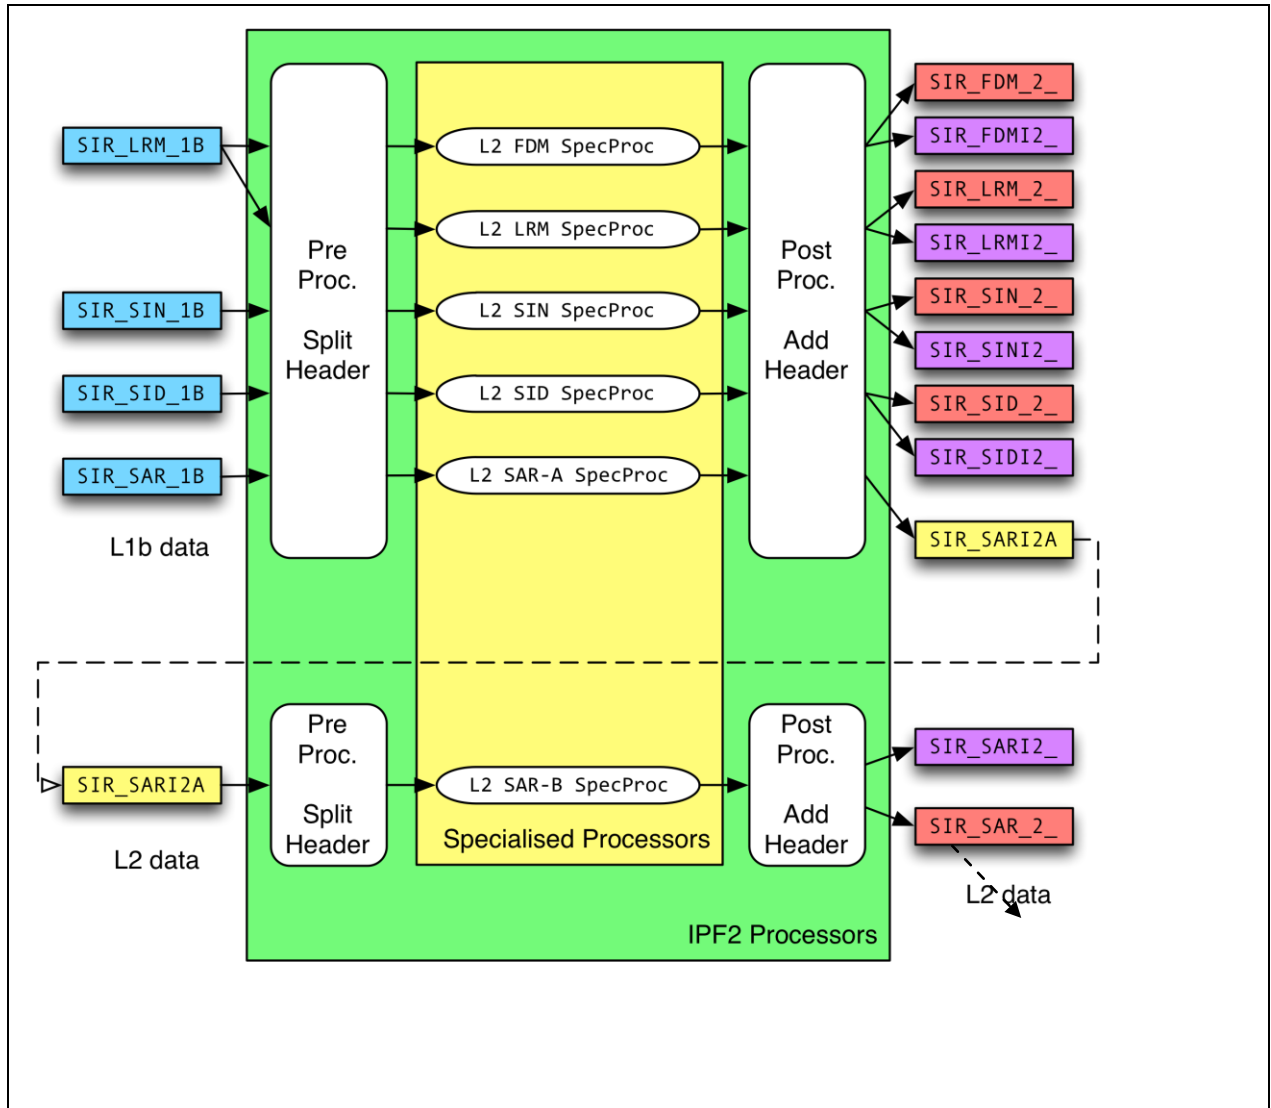 SIR_LRM_1B
SIR_SIN_1B
SIR_SID_1B
SIR_SAR_1B
L1b data
Pre
Proc.
Split
Header
L2 FDM SpecProc
L2 LRM SpecProc
L2 SIN SpecProc
L2 SID SpecProc
L2 SAR-A SpecProc
Post
Proc.
Add
Header
SIR_FDM_2_
SIR_FDMI2_
SIR_LRM_2_
SIR_LRMI2_
SIR_SIN_2_
SIR_SINI2_
SIR_SID_2_
SIR_SIDI2_
SIR_SARI2A
SIR_SARI2A
L2 data
Pre
Proc.
Split
Header
L2 SAR-B SpecProc
Specialised Processors
Post
Proc.
Add
Header
SIR_SARI2_
SIR_SAR_2_
L2 data
IPF2 Processors